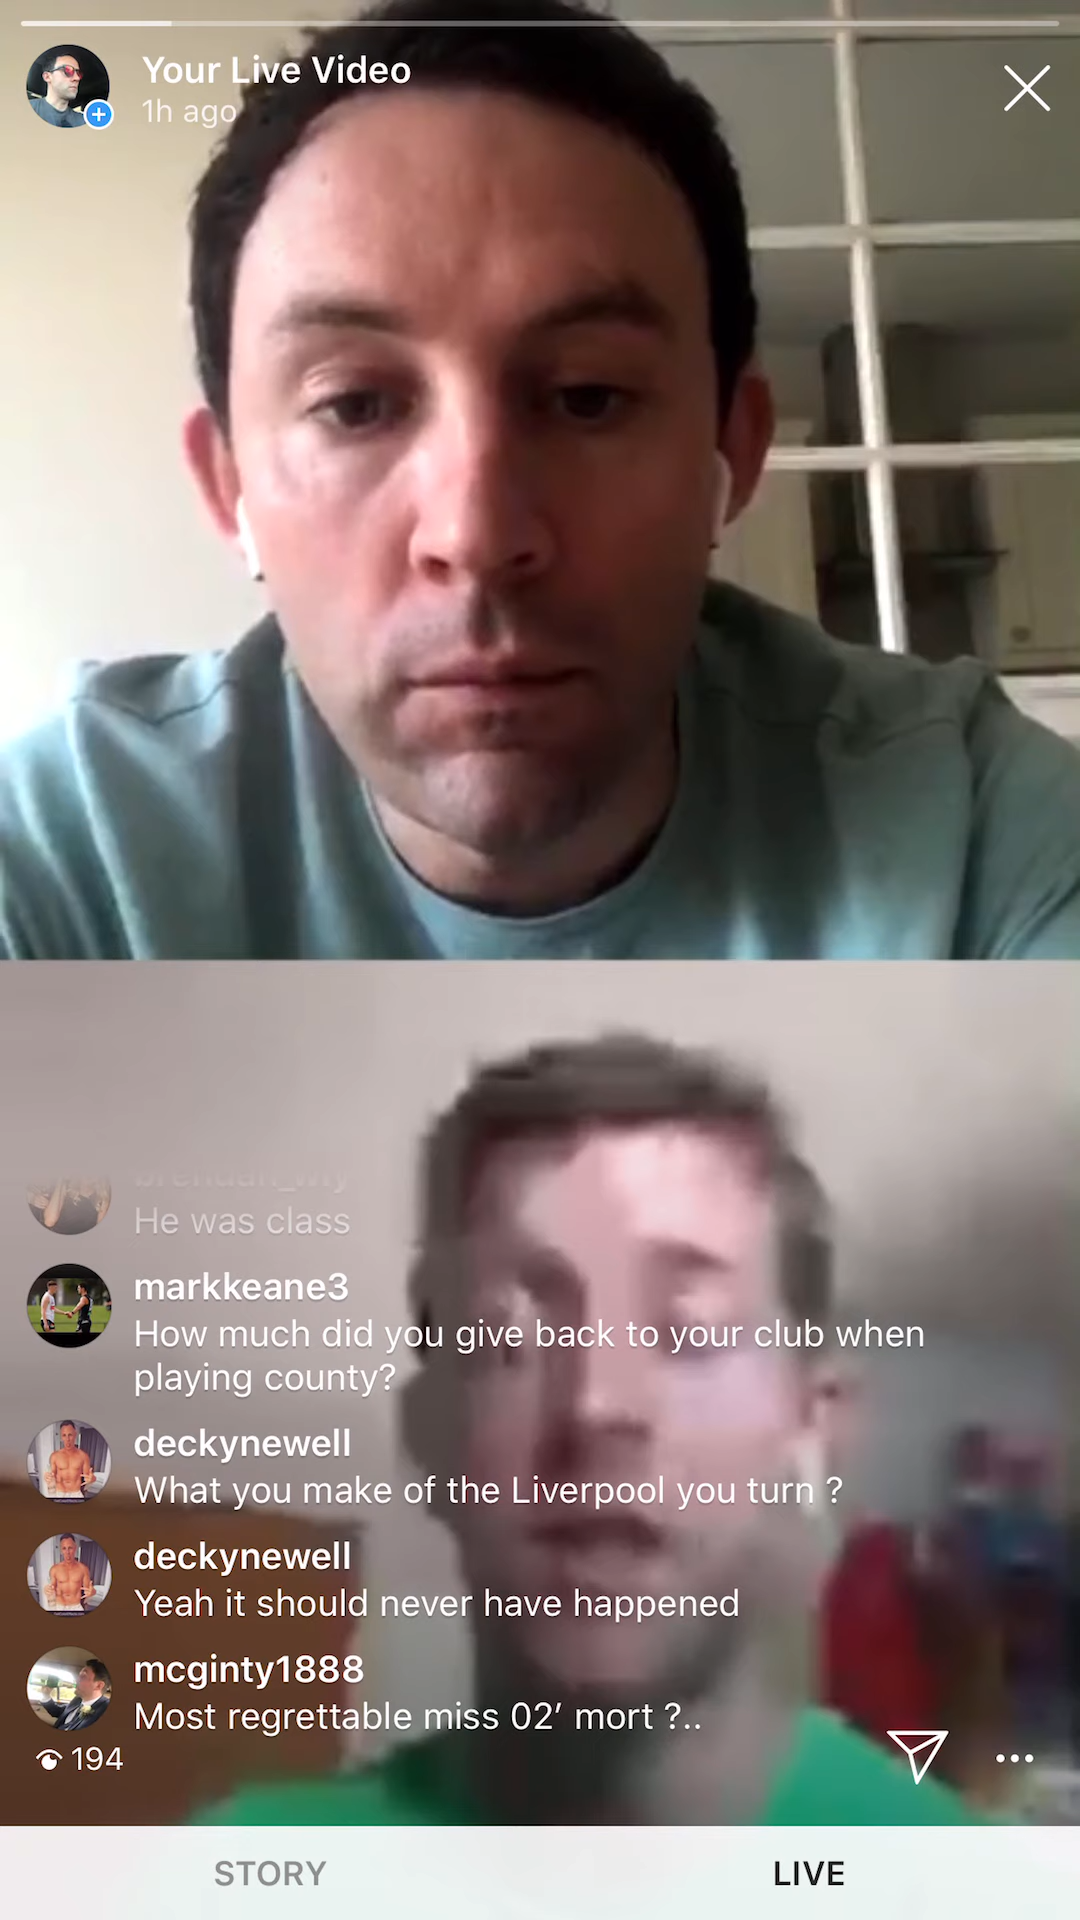 Your Live Video
1h ago
He was class
markkeane3
How much did you give back to your club when
playing county?
deckynewell
What you make of the Liverpool you turn ?
deckynewell
Yeah it should never have happened
mcginty1888
Most regrettable miss 02’ mort ?..
194
STORY
LIVE